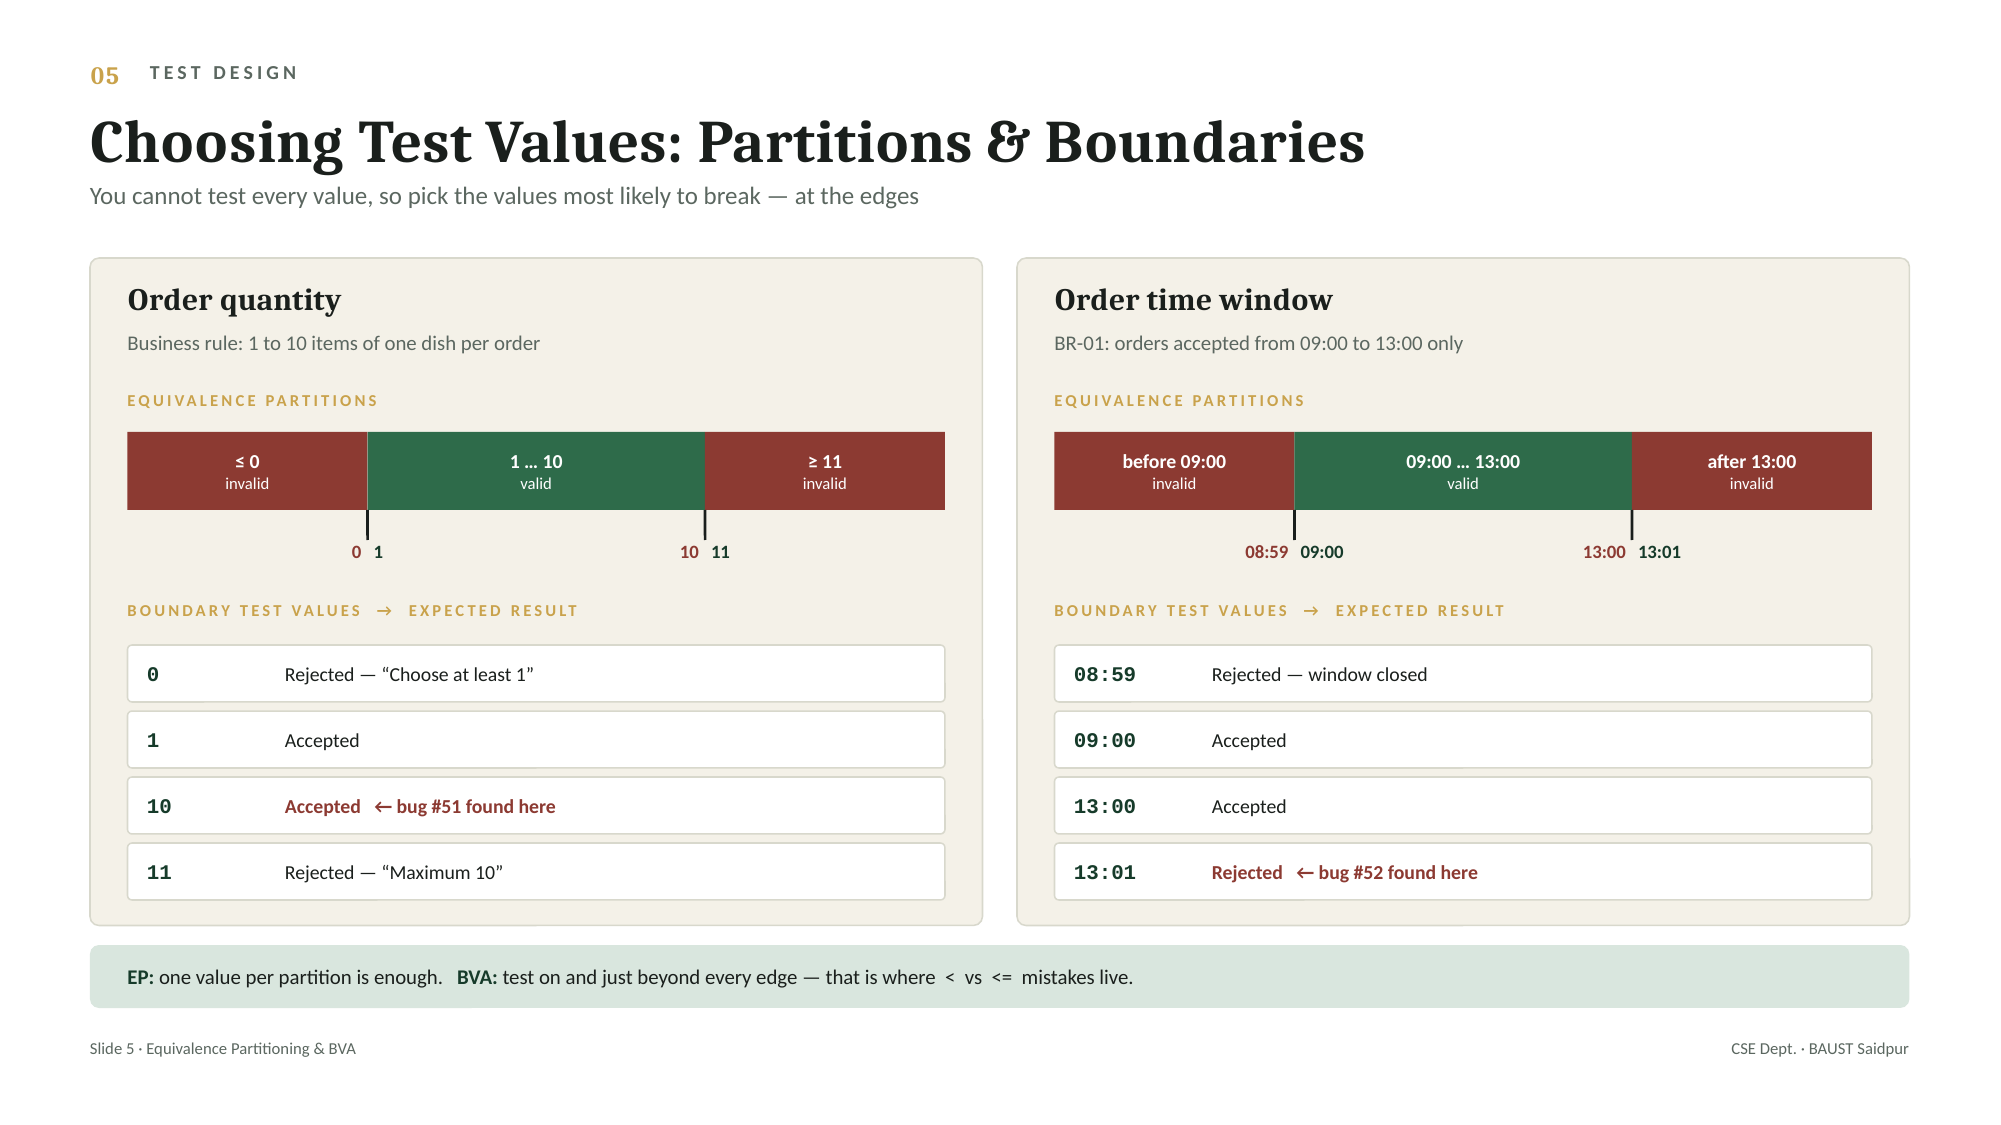 05 TEST DESIGN
Choosing Test Values: Partitions & Boundaries
You cannot test every value, so pick the values most likely to break — at the edges
Order quantity
Business rule: 1 to 10 items of one dish per order
EQUIVALENCE PARTITIONS
≤ 0 1 … 10 ≥ 11
invalid valid invalid
0 1 10 11
BOUNDARY TEST VALUES → EXPECTED RESULT
0 Rejected — “Choose at least 1”
1 Accepted
10 Accepted ← bug #51 found here
11 Rejected — “Maximum 10”
Order time window
BR-01: orders accepted from 09:00 to 13:00 only
EQUIVALENCE PARTITIONS
before 09:00 09:00 … 13:00 after 13:00
invalid valid invalid
08:59 09:00 13:00 13:01
BOUNDARY TEST VALUES → EXPECTED RESULT
08:59 Rejected — window closed
09:00 Accepted
13:00 Accepted
13:01 Rejected ← bug #52 found here
EP: one value per partition is enough. BVA: test on and just beyond every edge — that is where < vs <= mistakes live.
Slide 5 · Equivalence Partitioning & BVA
CSE Dept. · BAUST Saidpur